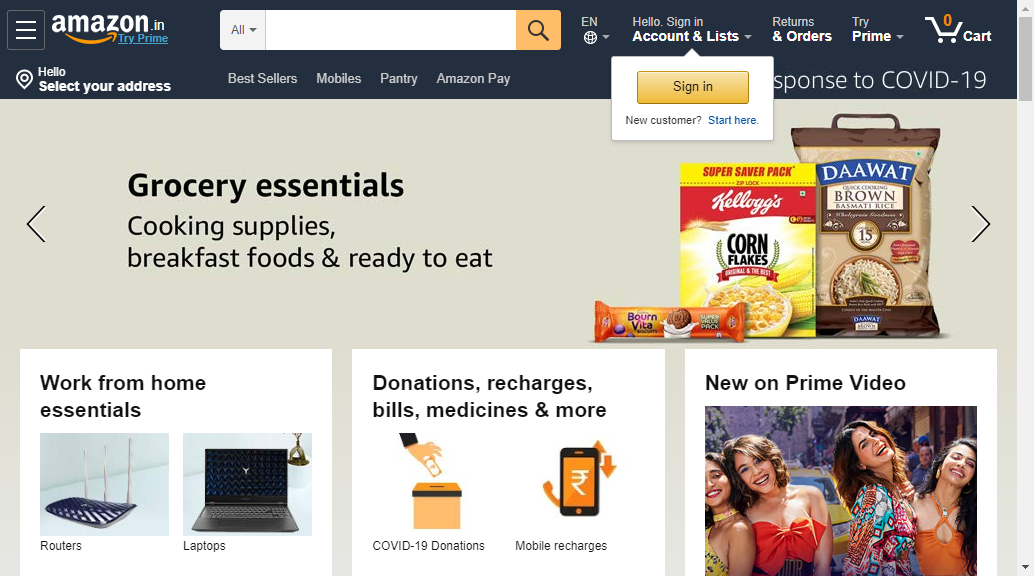 amazon.in
Try Prime
All
EN
Hello. Sign in
Account & Lists
Returns
& Orders
Try
Prime
0
Cart
Hello
Select your address
Best Sellers
Mobiles
Pantry
Amazon Pay
sponse to COVID-19
Sign in
New customer? Start here.
Grocery essentials
Cooking supplies,
breakfast foods & ready to eat
SUPER SAVER PACK
ZIP LOCK
Kellogg's
CORN
FLAKES
ORIGINAL & THE BEST
DAAWAT
QUICK COOKING
BROWN
BASMATI RICE
Wholegrain Goodness
15
DAAWAT
BROWN
Bourn
Vita
BISCUITS
SUPER
VALUE
PACK
Work from home
essentials
Routers
Laptops
Donations, recharges,
bills, medicines & more
₹
COVID-19 Donations
Mobile recharges
New on Prime Video